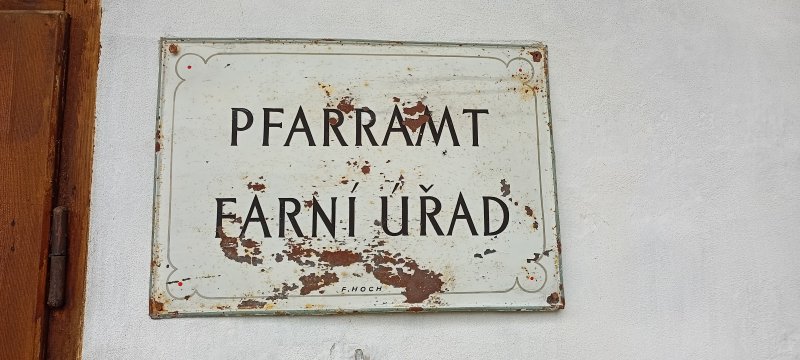 PFARRAMT
FARNÍ ÚŘAD
F. HOCH